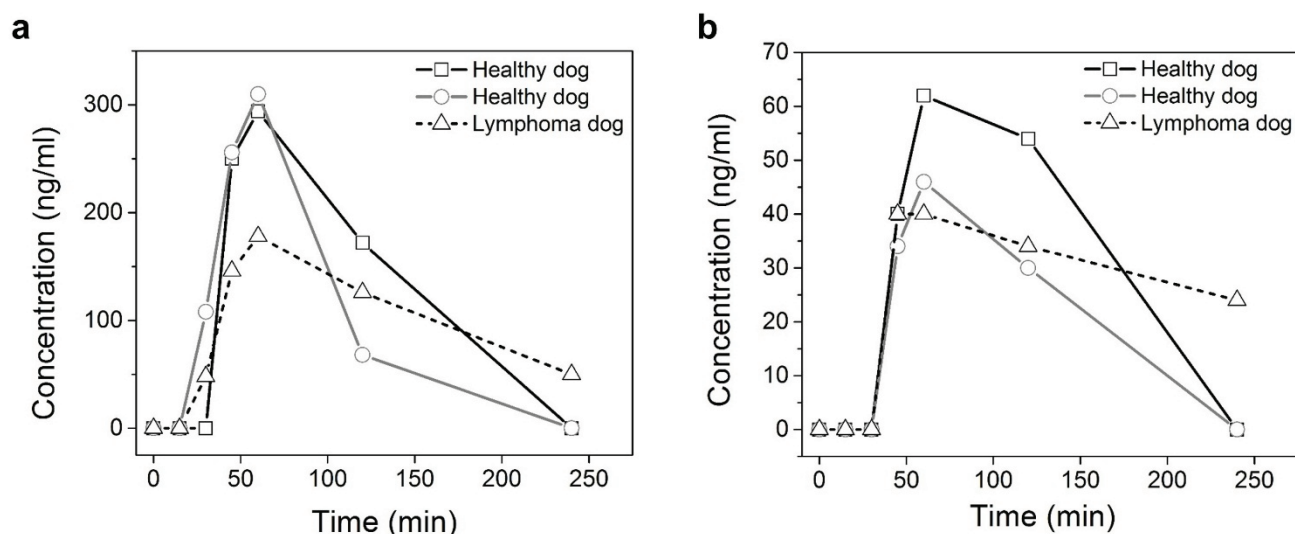 a
Concentration (ng/ml)
300
200
100
0
Healthy dog
Healthy dog
Lymphoma dog
0 50 100 150 200 250
Time (min)
b
Concentration (ng/ml)
70
60
50
40
30
20
10
0
Healthy dog
Healthy dog
Lymphoma dog
0 50 100 150 200 250
Time (min)